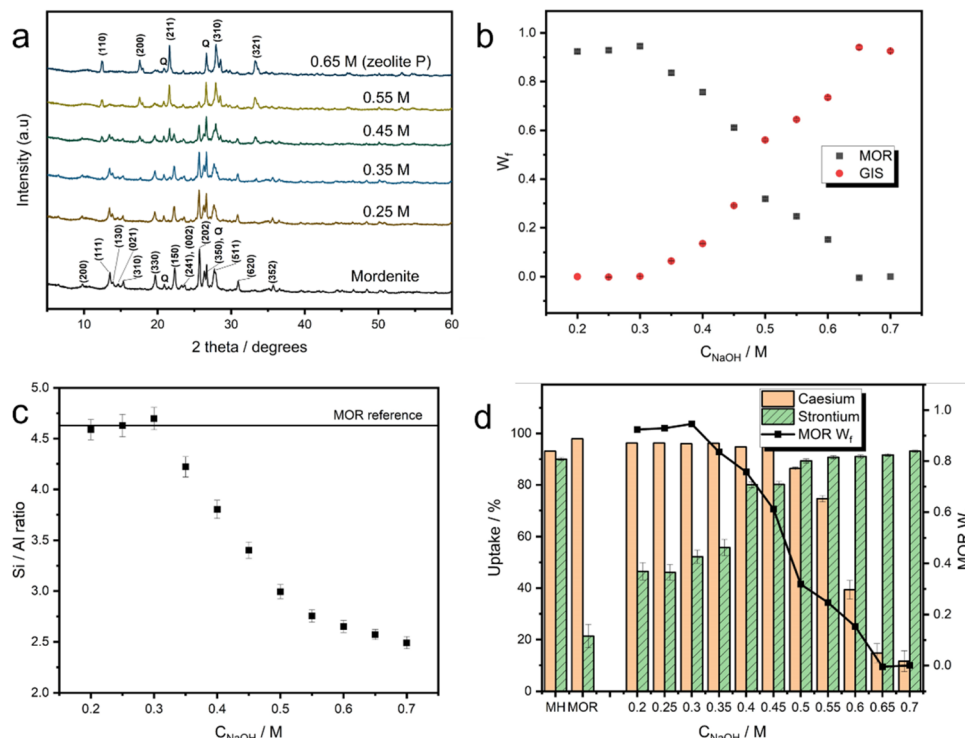 a
(110)
(200)
Q
(211)
Q
(310)
(321)
0.65 M (zeolite P)
0.55 M
0.45 M
0.35 M
0.25 M
Mordenite
(200)
(111)
(130)
(021)
(310)
(330)
Q
(150)
(241), (002)
(202)
(350), Q
(511)
(620)
(352)
Intensity (a.u)
10 20 30 40 50 60
2 theta / degrees
b
W_f
1.0
0.8
0.6
0.4
0.2
0.0
MOR
GIS
0.2 0.3 0.4 0.5 0.6 0.7
C_NaOH / M
c
Si / Al ratio
5.0
4.5
4.0
3.5
3.0
2.5
2.0
MOR reference
0.2 0.3 0.4 0.5 0.6 0.7
C_NaOH / M
d
Caesium
Strontium
MOR W_f
Uptake / %
100
80
60
40
20
0
1.0
0.8
0.6
0.4
0.2
0.0
MOR W
MH MOR 0.2 0.25 0.3 0.35 0.4 0.45 0.5 0.55 0.6 0.65 0.7
C_NaOH / M